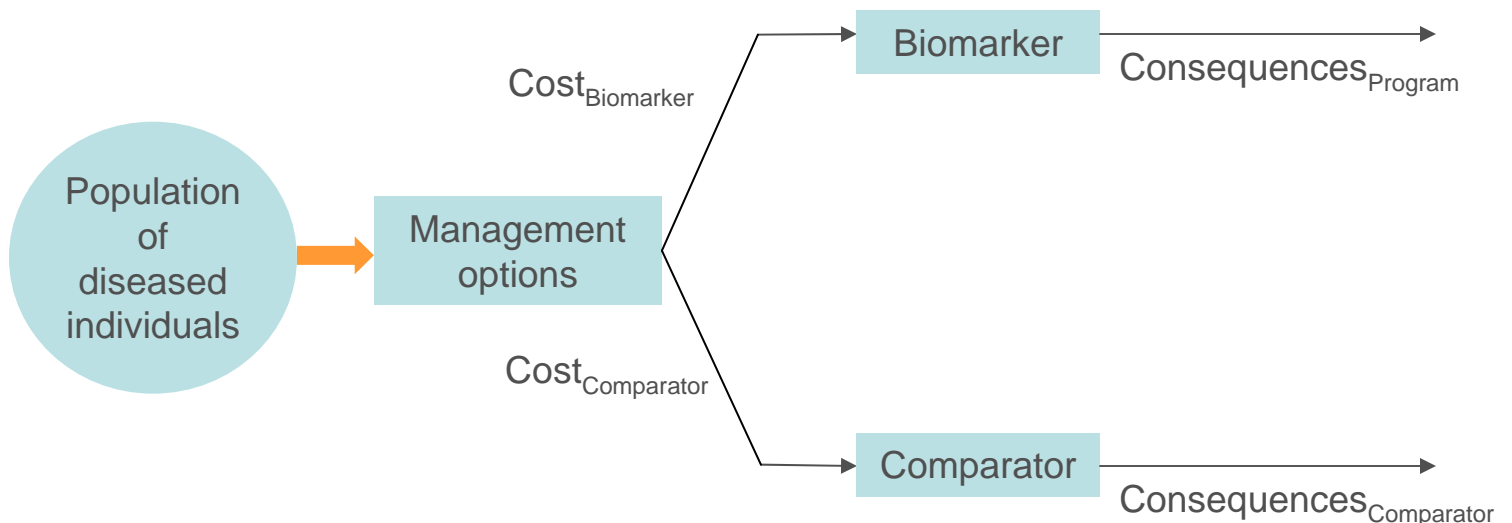 Population
of
diseased
individuals
Management
options
Cost_Biomarker
Biomarker
Consequences_Program
Cost_Comparator
Comparator
Consequences_Comparator